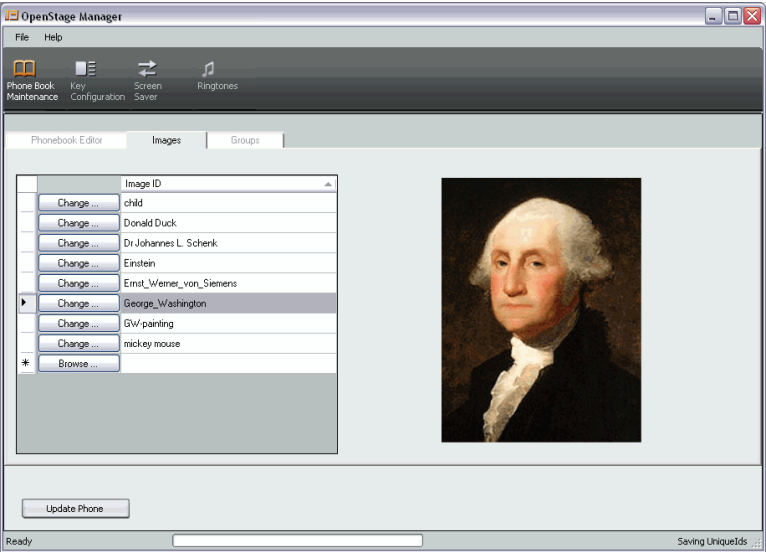 OpenStage Manager
File Help
Phone Book
Maintenance
Key
Configuration
Screen
Saver
Ringtones
Phonebook Editor Images Groups
Image ID
Change ... child
Change ... Donald Duck
Change ... Dr Johannes L. Schenk
Change ... Einstein
Change ... Ernst_Werner_von_Siemens
Change ... George_Washington
Change ... GW-painting
Change ... mickey mouse
Browse ...
Update Phone
Ready Saving UniqueIds